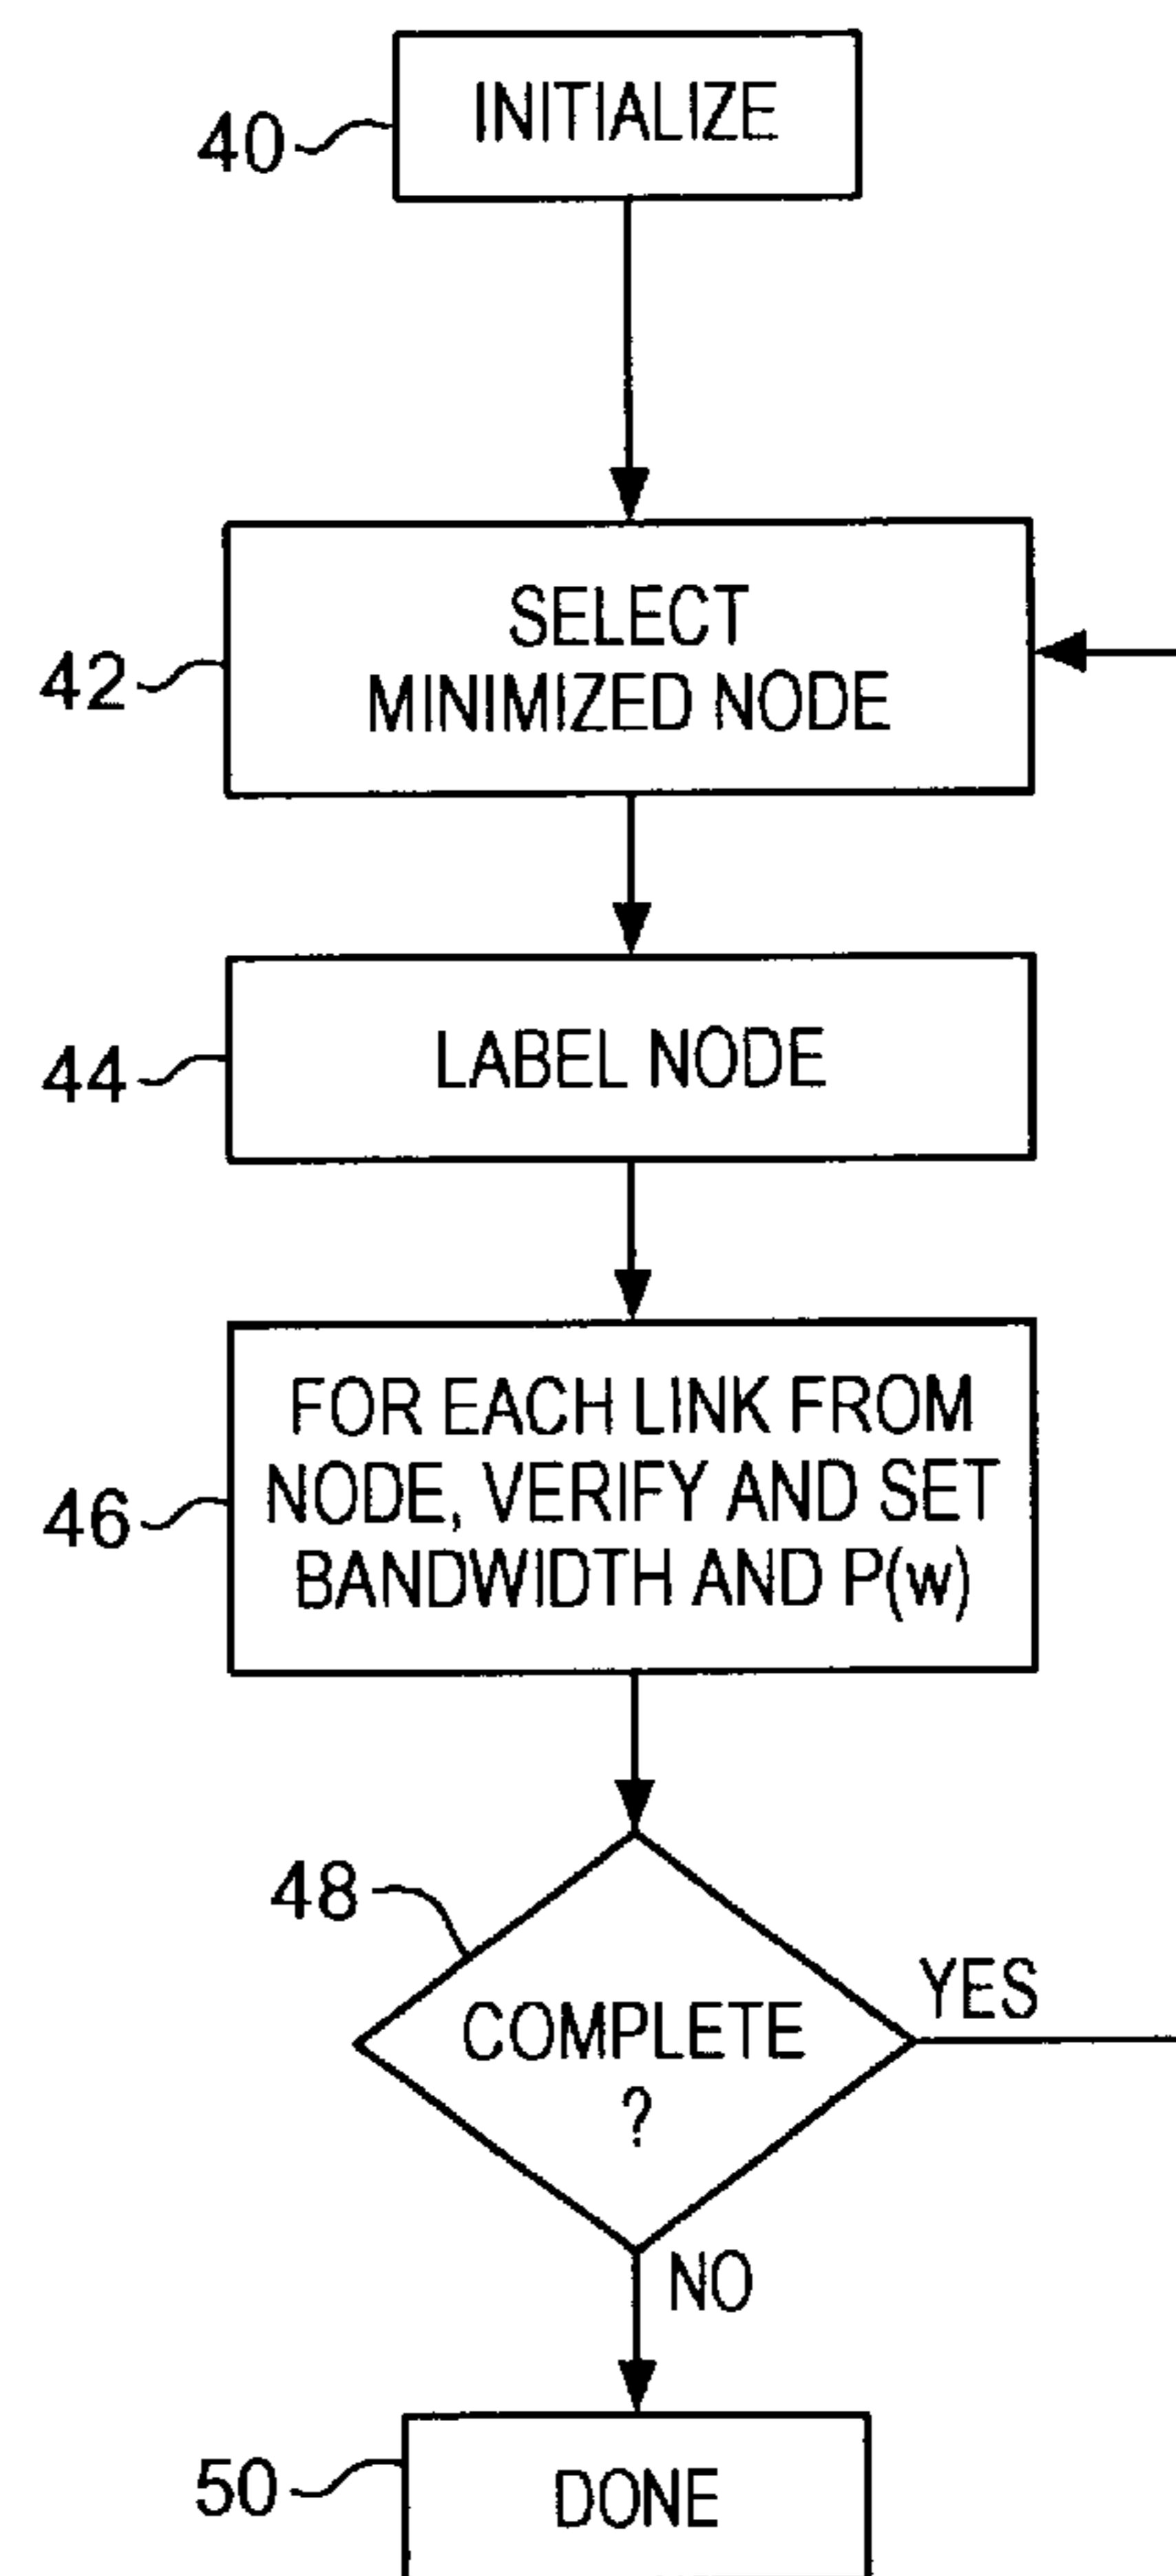 INITIALIZE
40
SELECT
MINIMIZED NODE
42
LABEL NODE
44
FOR EACH LINK FROM
NODE, VERIFY AND SET
BANDWIDTH AND P(w)
46
48
COMPLETE
?
YES
NO
50
DONE